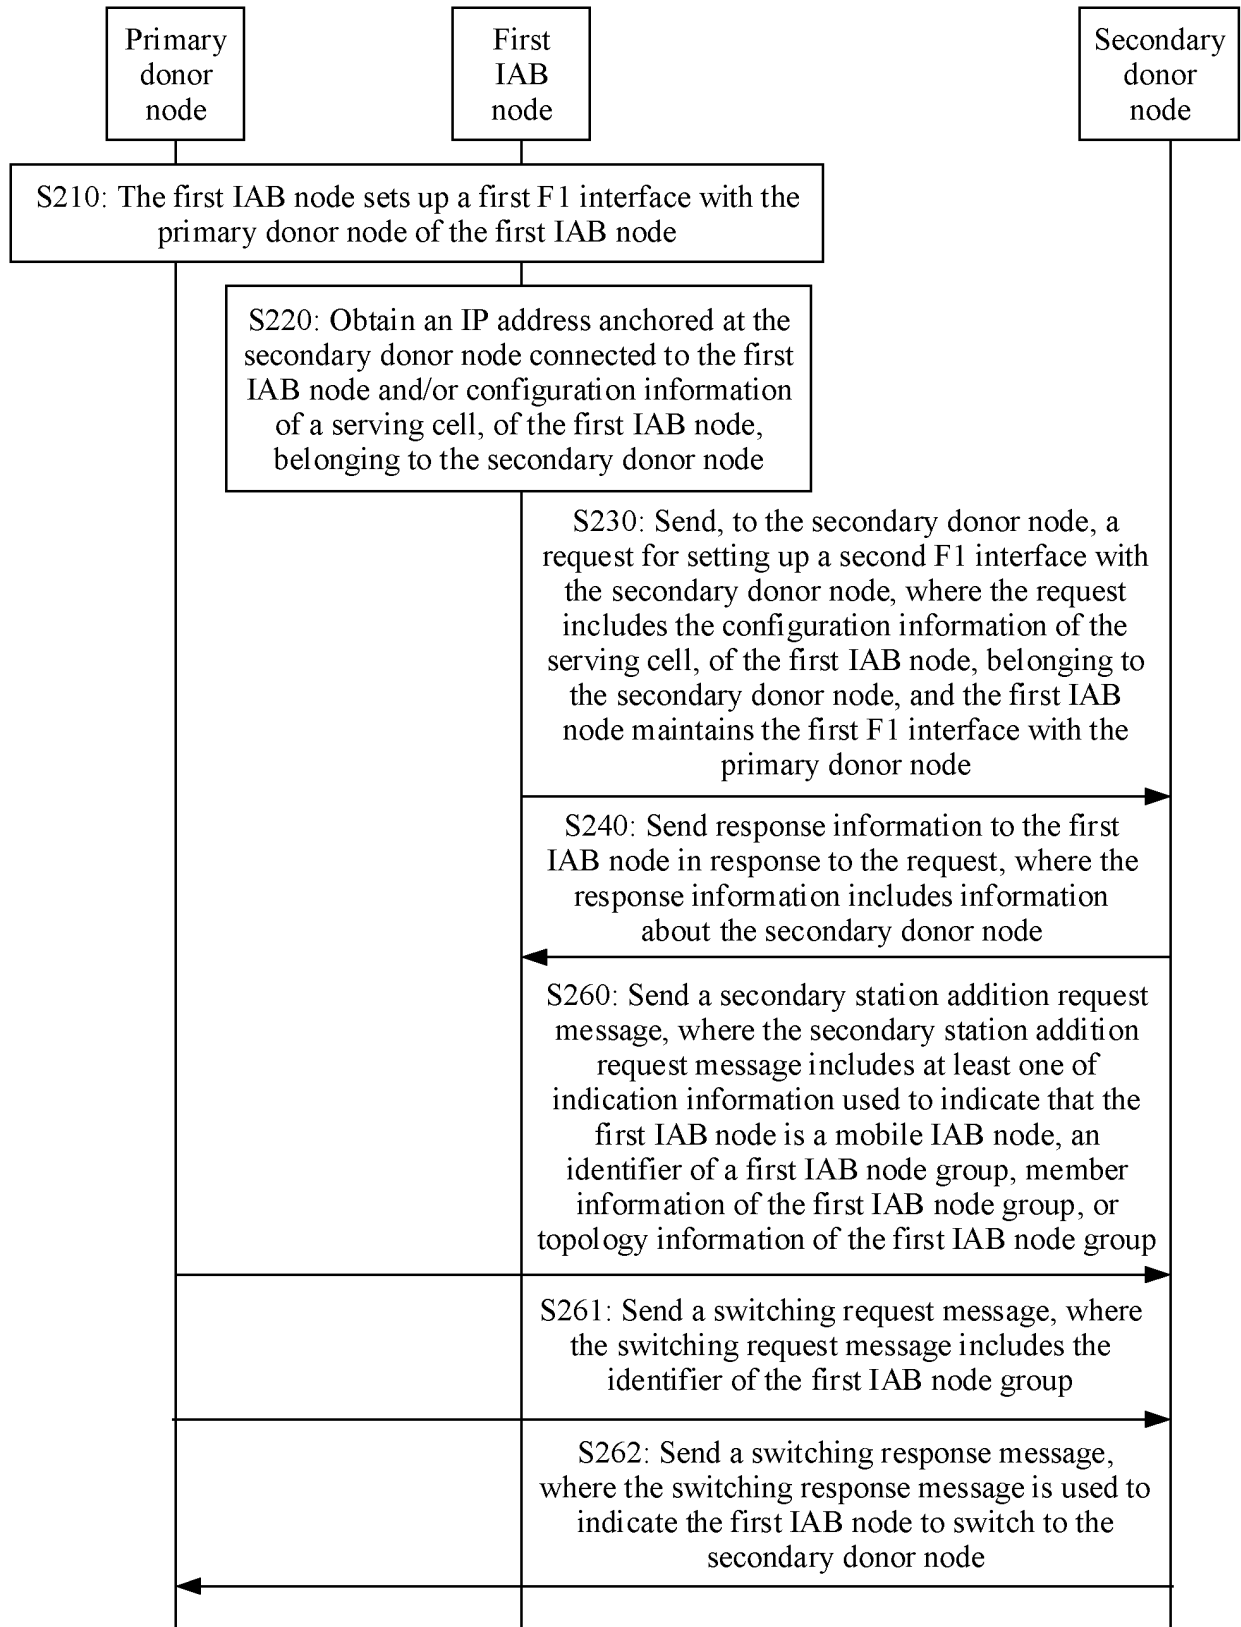 Primary
donor
node
First
IAB
node
Secondary
donor
node
S210: The first IAB node sets up a first F1 interface with the
primary donor node of the first IAB node
S220: Obtain an IP address anchored at the
secondary donor node connected to the first
IAB node and/or configuration information
of a serving cell, of the first IAB node,
belonging to the secondary donor node
S230: Send, to the secondary donor node, a
request for setting up a second F1 interface with
the secondary donor node, where the request
includes the configuration information of the
serving cell, of the first IAB node, belonging to
the secondary donor node, and the first IAB
node maintains the first F1 interface with the
primary donor node
S240: Send response information to the first
IAB node in response to the request, where the
response information includes information
about the secondary donor node
S260: Send a secondary station addition request
message, where the secondary station addition
request message includes at least one of
indication information used to indicate that the
first IAB node is a mobile IAB node, an
identifier of a first IAB node group, member
information of the first IAB node group, or
topology information of the first IAB node group
S261: Send a switching request message, where
the switching request message includes the
identifier of the first IAB node group
S262: Send a switching response message,
where the switching response message is used to
indicate the first IAB node to switch to the
secondary donor node